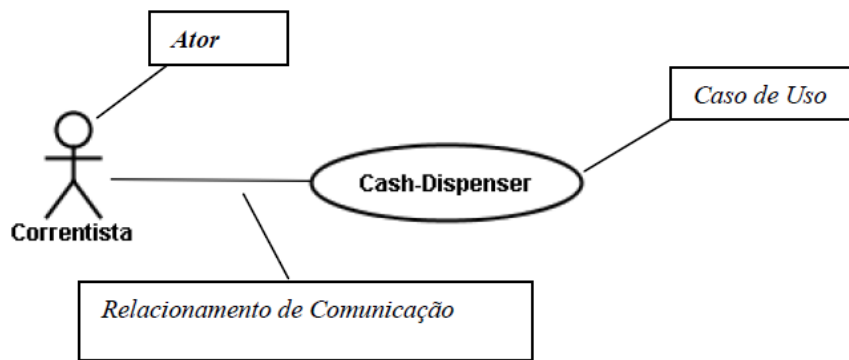 Ator
Caso de Uso
Cash-Dispenser
Correntista
Relacionamento de Comunicação